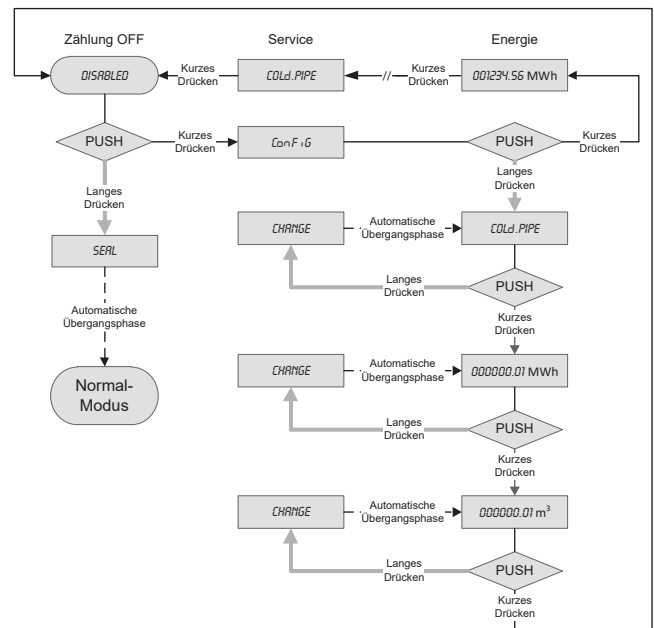 Zählung OFF
Service
Energie
DISABLED
Kurzes
Drücken
COLd.PIPE
//
Kurzes
Drücken
001234.56 MWh
PUSH
Kurzes
Drücken
ConFiG
PUSH
Kurzes
Drücken
Langes
Drücken
Langes
Drücken
SEAL
CHANGE
Automatische
Übergangsphase
COLd.PIPE
Langes
Drücken
PUSH
Automatische
Übergangsphase
Kurzes
Drücken
Normal-
Modus
CHANGE
Automatische
Übergangsphase
000000.01 MWh
Langes
Drücken
PUSH
Kurzes
Drücken
CHANGE
Automatische
Übergangsphase
000000.01 m³
Langes
Drücken
PUSH
Kurzes
Drücken